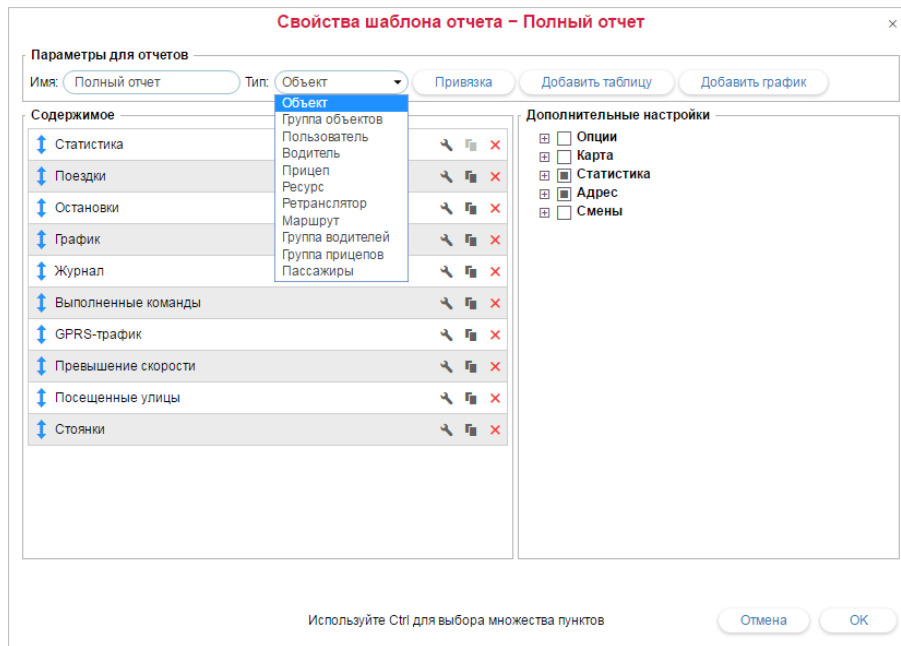 Свойства шаблона отчета – Полный отчет
Параметры для отчетов
Имя: Полный отчет Тип: Объект Привязка Добавить таблицу Добавить график
Объект
Группа объектов
Пользователь
Водитель
Прицеп
Ресурс
Ретранслятор
Маршрут
Группа водителей
Группа прицепов
Пассажиры
Содержимое
Статистика
Поездки
Остановки
График
Журнал
Выполненные команды
GPRS-трафик
Превышение скорости
Посещенные улицы
Стоянки
Дополнительные настройки
Опции
Карта
Статистика
Адрес
Смены
Используйте Ctrl для выбора множества пунктов
Отмена OK